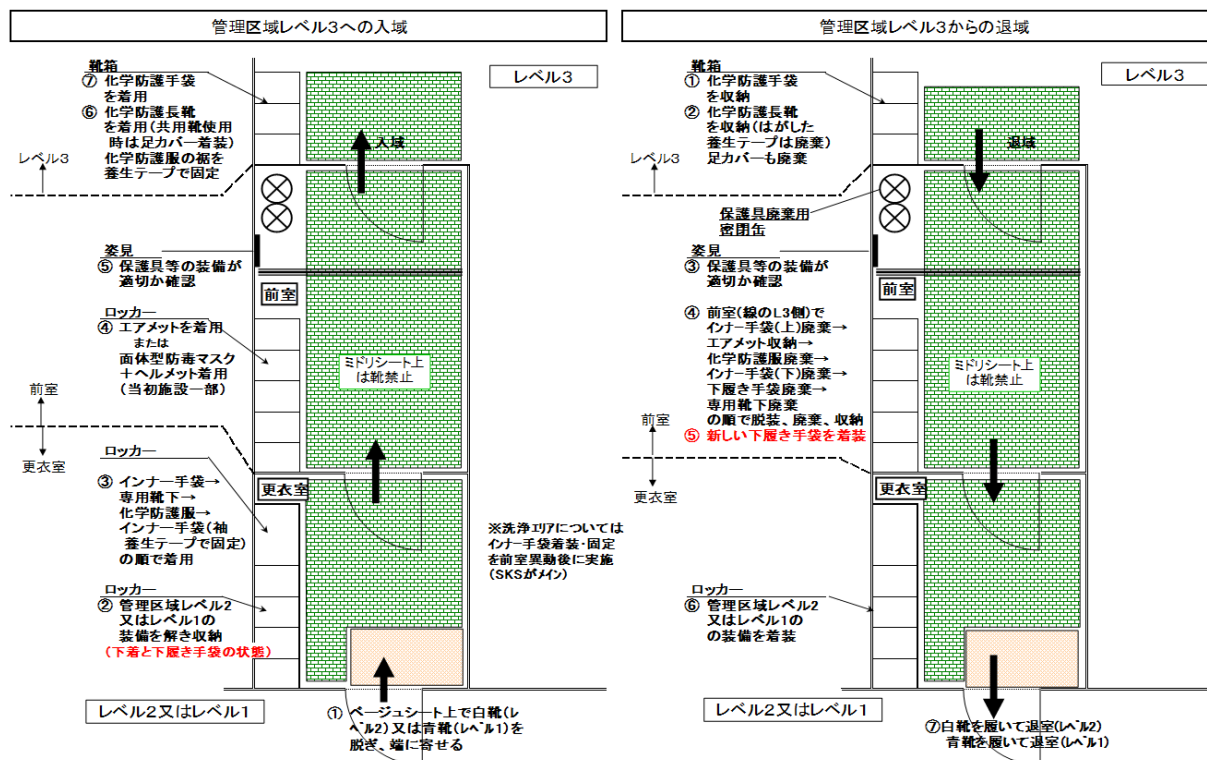 管理区域レベル３への入域
靴箱
⑦ 化学防護手袋
を着用
⑥ 化学防護長靴
を着用(共用靴使用
時は足カバー着装)
化学防護服の裾を
養生テープで固定
レベル３
レベル３
入域
姿見
⑤ 保護具等の装備が
適切か確認
前室
ロッカー
④ エアメットを着用
または
面体型防毒マスク
＋ヘルメット着用
(当初施設一部)
ミドリシート上
は靴禁止
前室
更衣室
ロッカー
③ インナー手袋→
専用靴下→
化学防護服→
インナー手袋(袖
養生テープで固定)
の順で着用
更衣室
※洗浄エリアについては
インナー手袋着装・固定
を前室異動後に実施
(SKSがメイン)
ロッカー
② 管理区域レベル２
又はレベル１の
装備を解き収納
(下着と下履き手袋の状態)
レベル２又はレベル１
① ベージュシート上で白靴(レ
ベル2)又は青靴(レベル1)を
脱ぎ、端に寄せる
管理区域レベル３からの退域
靴箱
① 化学防護手袋
を収納
② 化学防護長靴
を収納(はがした
養生テープは廃棄)
足カバーも廃棄
レベル３
レベル３
退域
保護具廃棄用
密閉缶
姿見
③ 保護具等の装備が
適切か確認
前室
④ 前室(線のL3側)で
インナー手袋(上)廃棄→
エアメット収納→
化学防護服廃棄→
インナー手袋(下)廃棄→
下履き手袋廃棄→
専用靴下廃棄
の順で脱装、廃棄、収納
⑤ 新しい下履き手袋を着装
ミドリシート上
は靴禁止
前室
更衣室
更衣室
ロッカー
⑥ 管理区域レベル２
又はレベル１の
の装備を着装
レベル２又はレベル１
⑦白靴を履いて退室(レベル2)
青靴を履いて退室(レベル1)